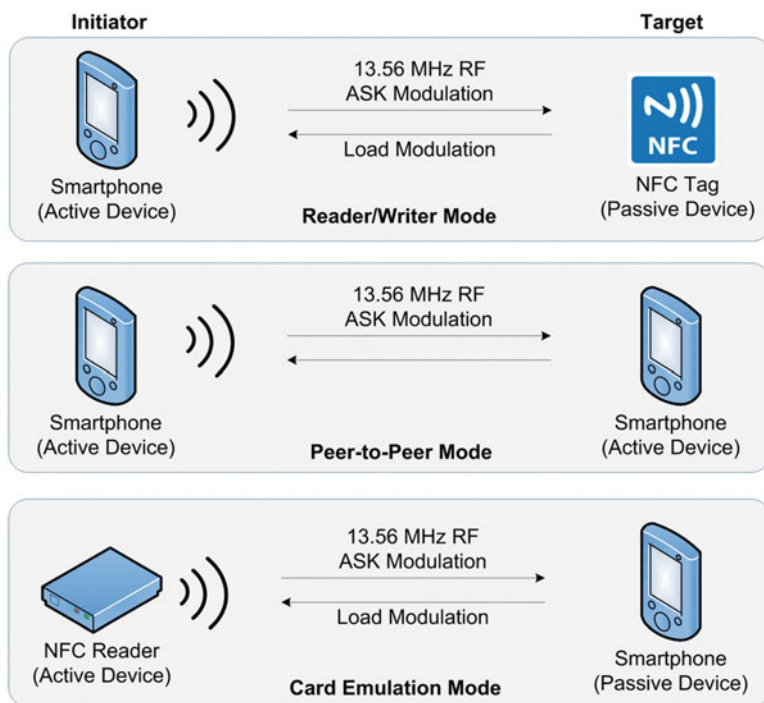 Initiator
Target
13.56 MHz RF
ASK Modulation
Load Modulation
NFC
Smartphone
(Active Device)
NFC Tag
(Passive Device)
Reader/Writer Mode
13.56 MHz RF
ASK Modulation
Smartphone
(Active Device)
Smartphone
(Active Device)
Peer-to-Peer Mode
13.56 MHz RF
ASK Modulation
Load Modulation
NFC Reader
(Active Device)
Smartphone
(Passive Device)
Card Emulation Mode